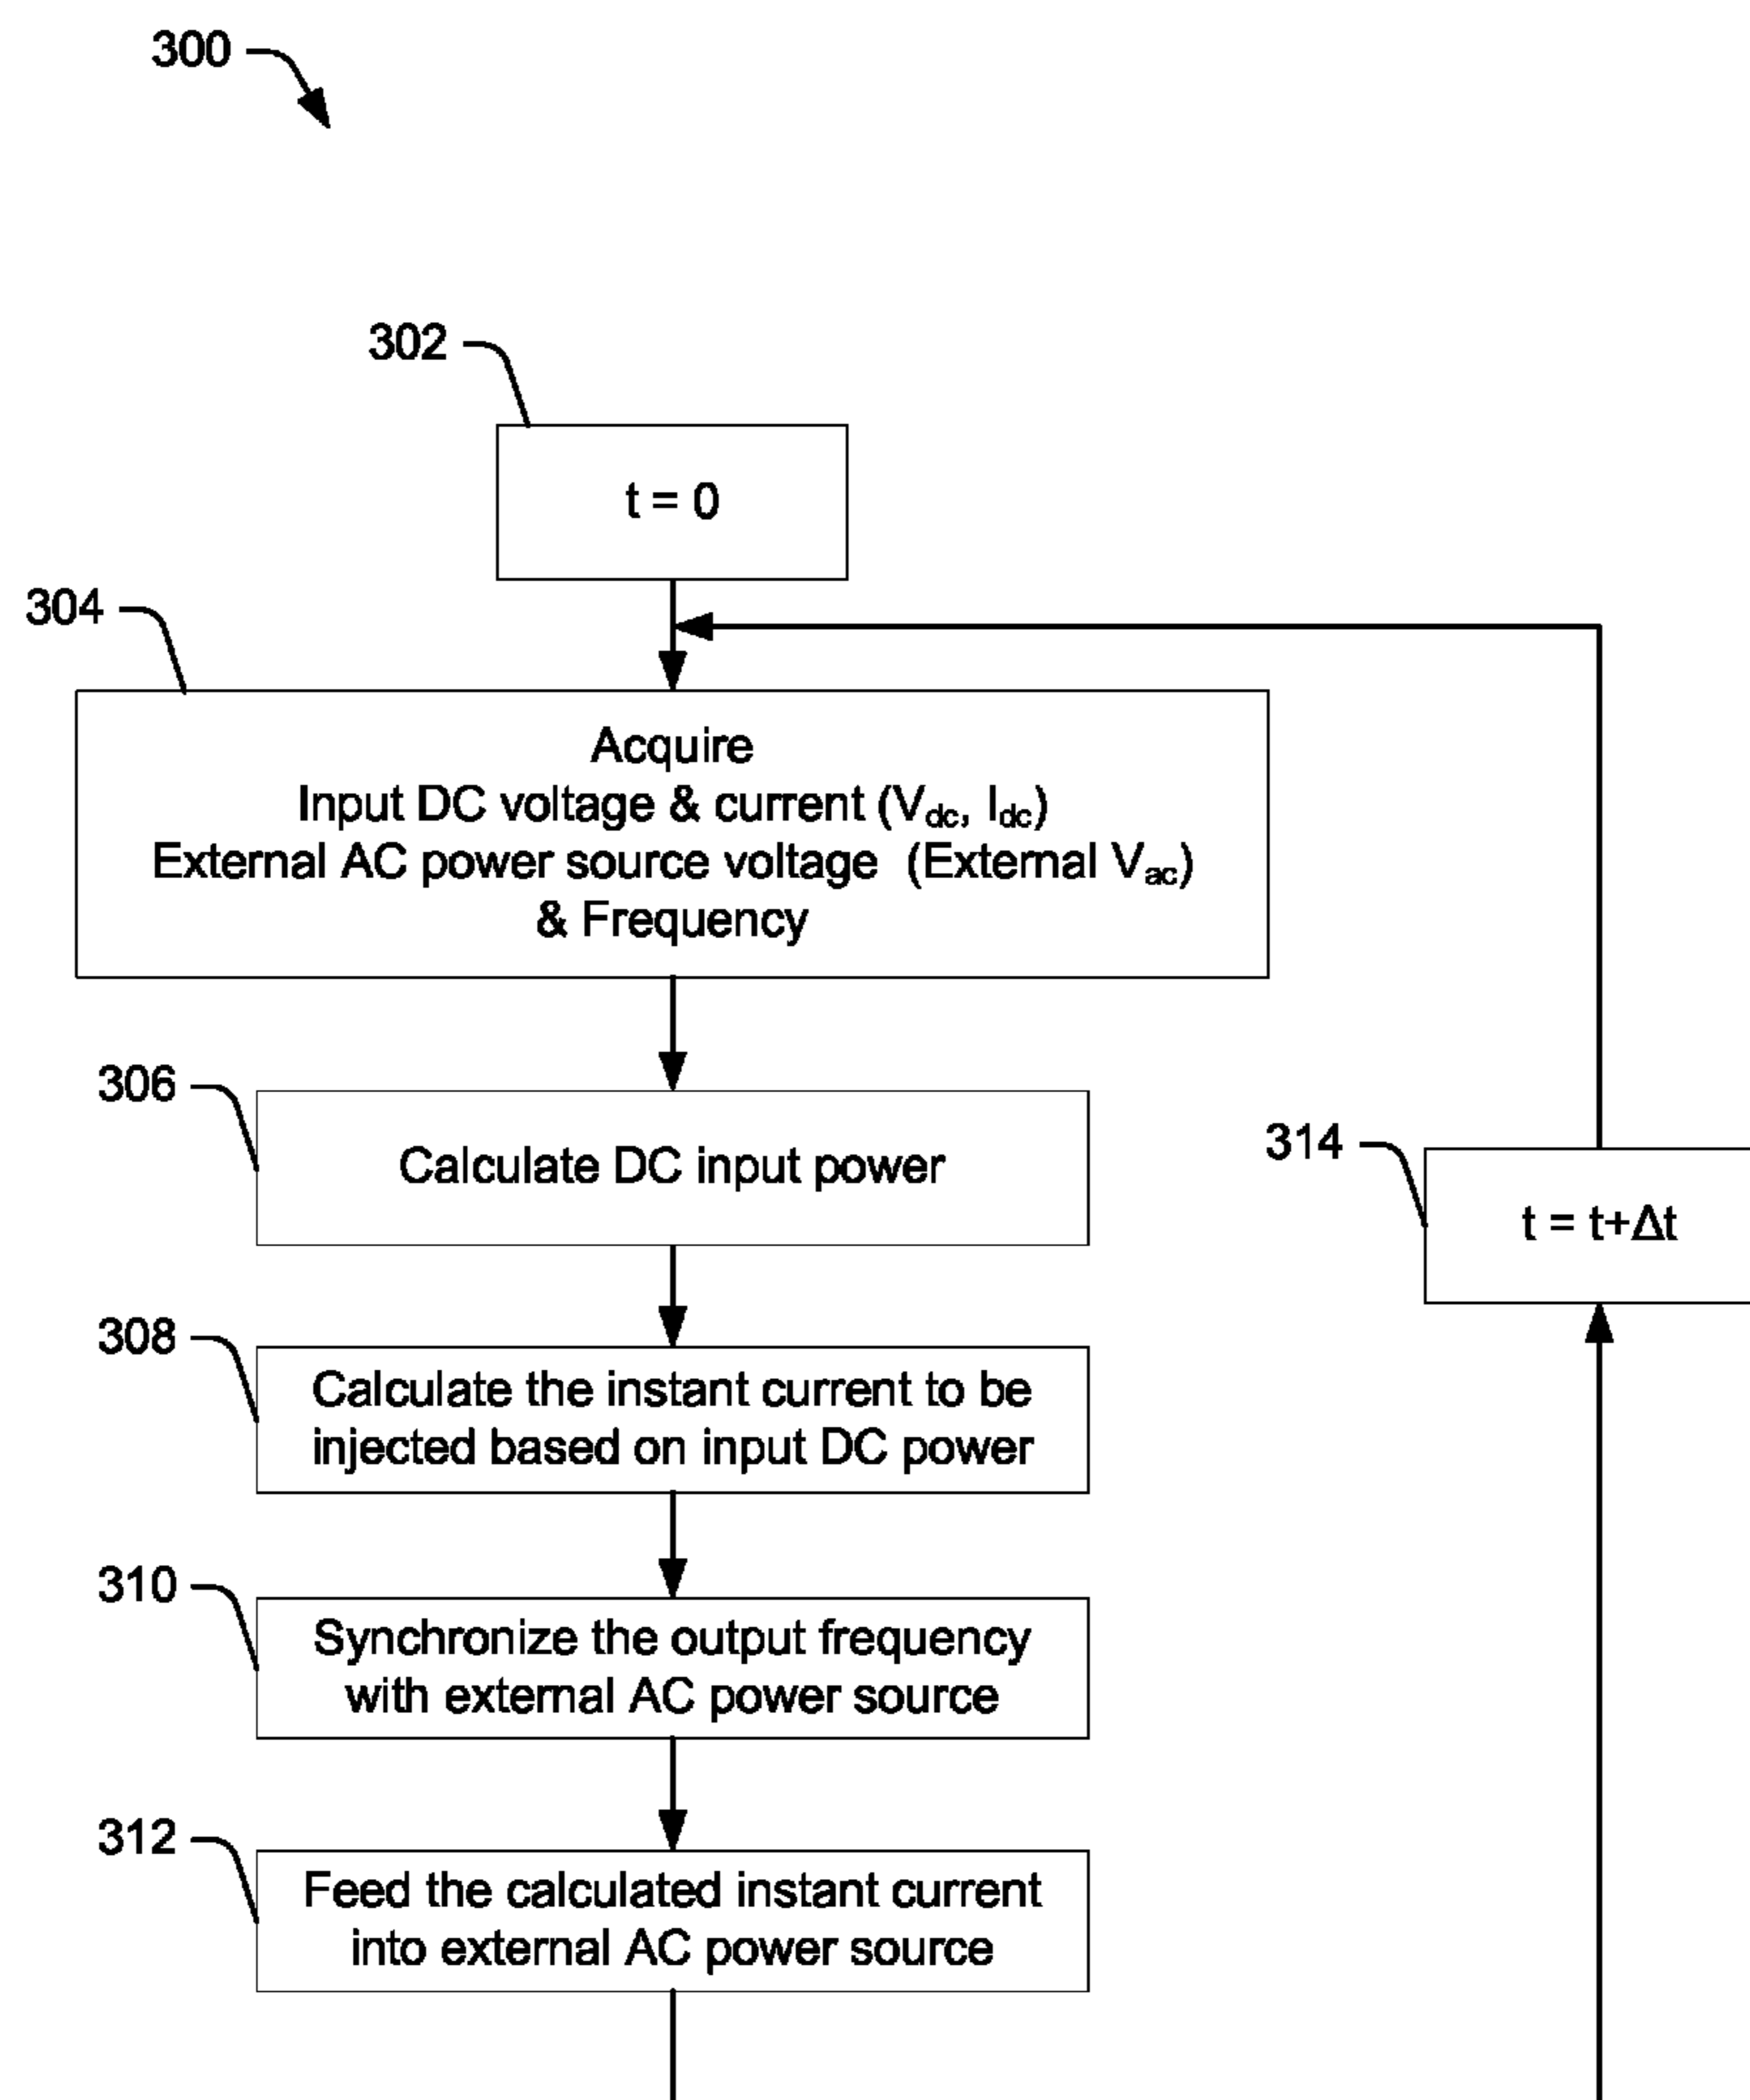 300
302
t = 0
304
Acquire
Input DC voltage & current (Vdc, Idc)
External AC power source voltage (External Vac)
& Frequency
306
Calculate DC input power
314
t = t+Δt
308
Calculate the instant current to be
injected based on input DC power
310
Synchronize the output frequency
with external AC power source
312
Feed the calculated instant current
into external AC power source